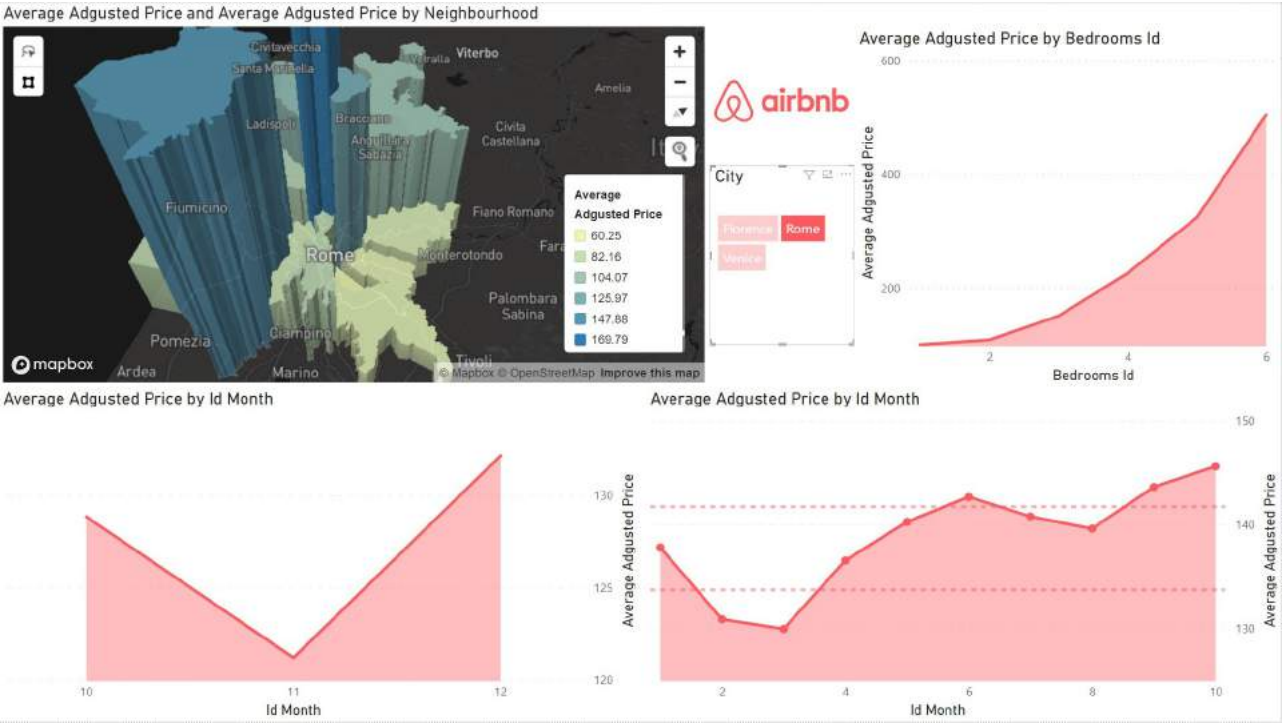 Average Adgusted Price and Average Adgusted Price by Neighbourhood
Civitavecchia
Santa Marinella
Viterbo
Amelia
Ladispoli
Bracciano
Anguillara
Sabazia
Civita
Castellana
Fiumicino
Fiano Romano
Rome
Monterotondo
Palombara
Sabina
Pomezia
Ciampino
Ardea
Marino
Tivoli
mapbox
© Mapbox © OpenStreetMap Improve this map
Average
Adgusted Price
60.25
82.16
104.07
125.97
147.88
169.79
airbnb
City
Florence
Rome
Venice
Average Adgusted Price by Bedrooms Id
Average Adgusted Price
600
400
200
2
4
6
Bedrooms Id
Average Adgusted Price by Id Month
130
125
120
Average Adgusted Price
10
11
12
Id Month
Average Adgusted Price by Id Month
150
140
130
Average Adgusted Price
2
4
6
8
10
Id Month